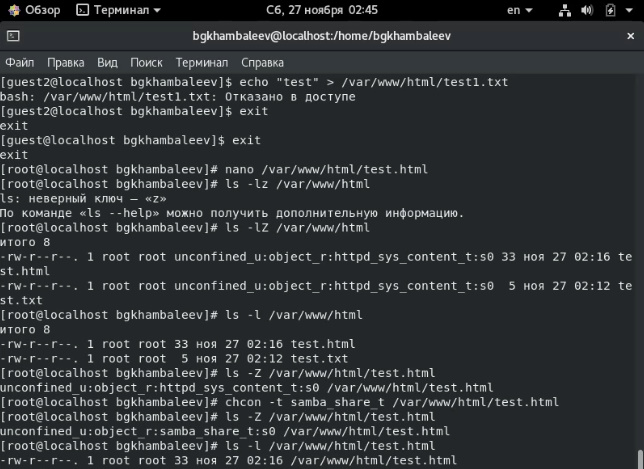 Обзор Терминал Сб, 27 ноября 02:45 en
bgkhambaleev@localhost:/home/bgkhambaleev
Файл Правка Вид Поиск Терминал Справка
[guest2@localhost bgkhambaleev]$ echo "test" > /var/www/html/test1.txt
bash: /var/www/html/test1.txt: Отказано в доступе
[guest2@localhost bgkhambaleev]$ exit
exit
[guest@localhost bgkhambaleev]$ exit
exit
[root@localhost bgkhambaleev]# nano /var/www/html/test.html
[root@localhost bgkhambaleev]# ls -lz /var/www/html
ls: неверный ключ — «z»
По команде «ls --help» можно получить дополнительную информацию.
[root@localhost bgkhambaleev]# ls -lZ /var/www/html
итого 8
-rw-r--r--. 1 root root unconfined_u:object_r:httpd_sys_content_t:s0 33 ноя 27 02:16 te
st.html
-rw-r--r--. 1 root root unconfined_u:object_r:httpd_sys_content_t:s0  5 ноя 27 02:12 te
st.txt
[root@localhost bgkhambaleev]# ls -l /var/www/html
итого 8
-rw-r--r--. 1 root root 33 ноя 27 02:16 test.html
-rw-r--r--. 1 root root  5 ноя 27 02:12 test.txt
[root@localhost bgkhambaleev]# ls -Z /var/www/html/test.html
unconfined_u:object_r:httpd_sys_content_t:s0 /var/www/html/test.html
[root@localhost bgkhambaleev]# chcon -t samba_share_t /var/www/html/test.html
[root@localhost bgkhambaleev]# ls -Z /var/www/html/test.html
unconfined_u:object_r:samba_share_t:s0 /var/www/html/test.html
[root@localhost bgkhambaleev]# ls -l /var/www/html/test.html
-rw-r--r--. 1 root root 33 ноя 27 02:16 /var/www/html/test.html